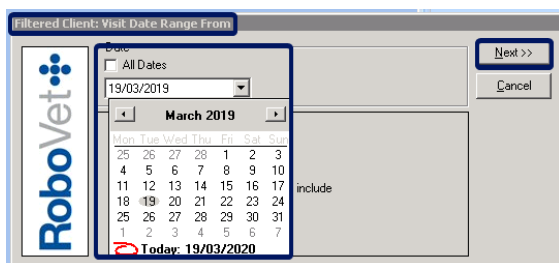 Filtered Client: Visit Date Range From
RoboVet
Date
All Dates
19/03/2019
Next >>
Cancel
March 2019
Mon Tue Wed Thu Fri Sat Sun
25 26 27 28 1 2 3
4 5 6 7 8 9 10
11 12 13 14 15 16 17
include
18 19 20 21 22 23 24
25 26 27 28 29 30 31
1 2 3 4 5 6 7
Today: 19/03/2020